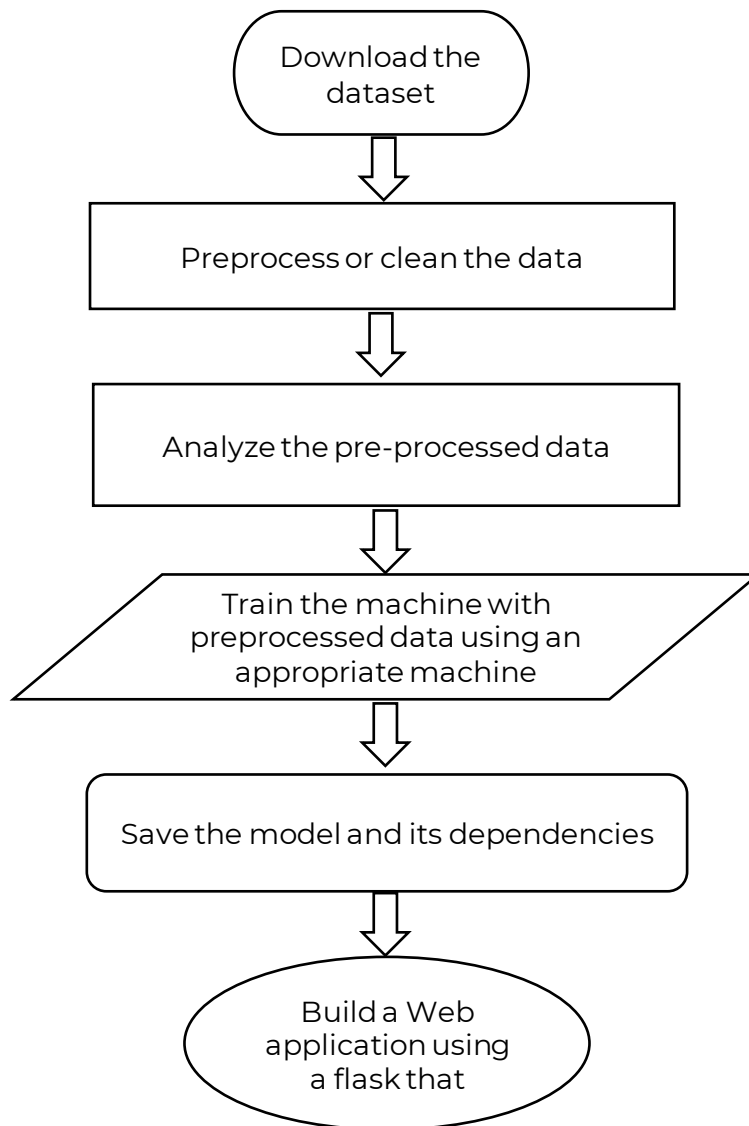 Download the
dataset
Preprocess or clean the data
Analyze the pre-processed data
Train the machine with
preprocessed data using an
appropriate machine
Save the model and its dependencies
Build a Web
application using
a flask that